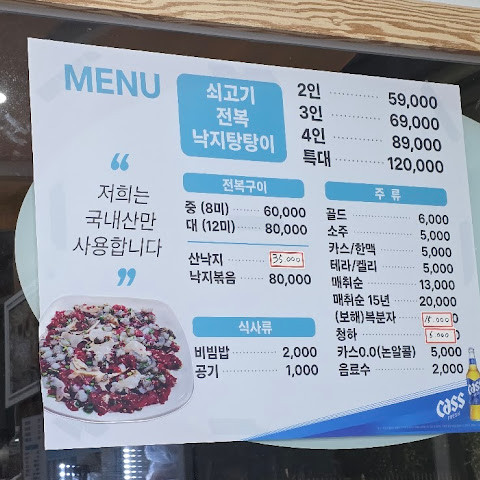 MENU
쇠고기
전복
낙지탕탕이
2인 59,000
3인 69,000
4인 89,000
특대 120,000
“
저희는
국내산만
사용합니다
”
전복구이
중 (8미) 60,000
대 (12미) 80,000
산낙지 35.000
낙지볶음 80,000
식사류
비빔밥 2,000
공기 1,000
주 류
골드 6,000
소주 5,000
카스/한맥 5,000
테라/켈리 5,000
매취순 13,000
매취순 15년 20,000
(보해)복분자 15.000
청하 6.000
카스0.0(논알콜) 5,000
음료수 2,000
Cass
FRESH
Cass